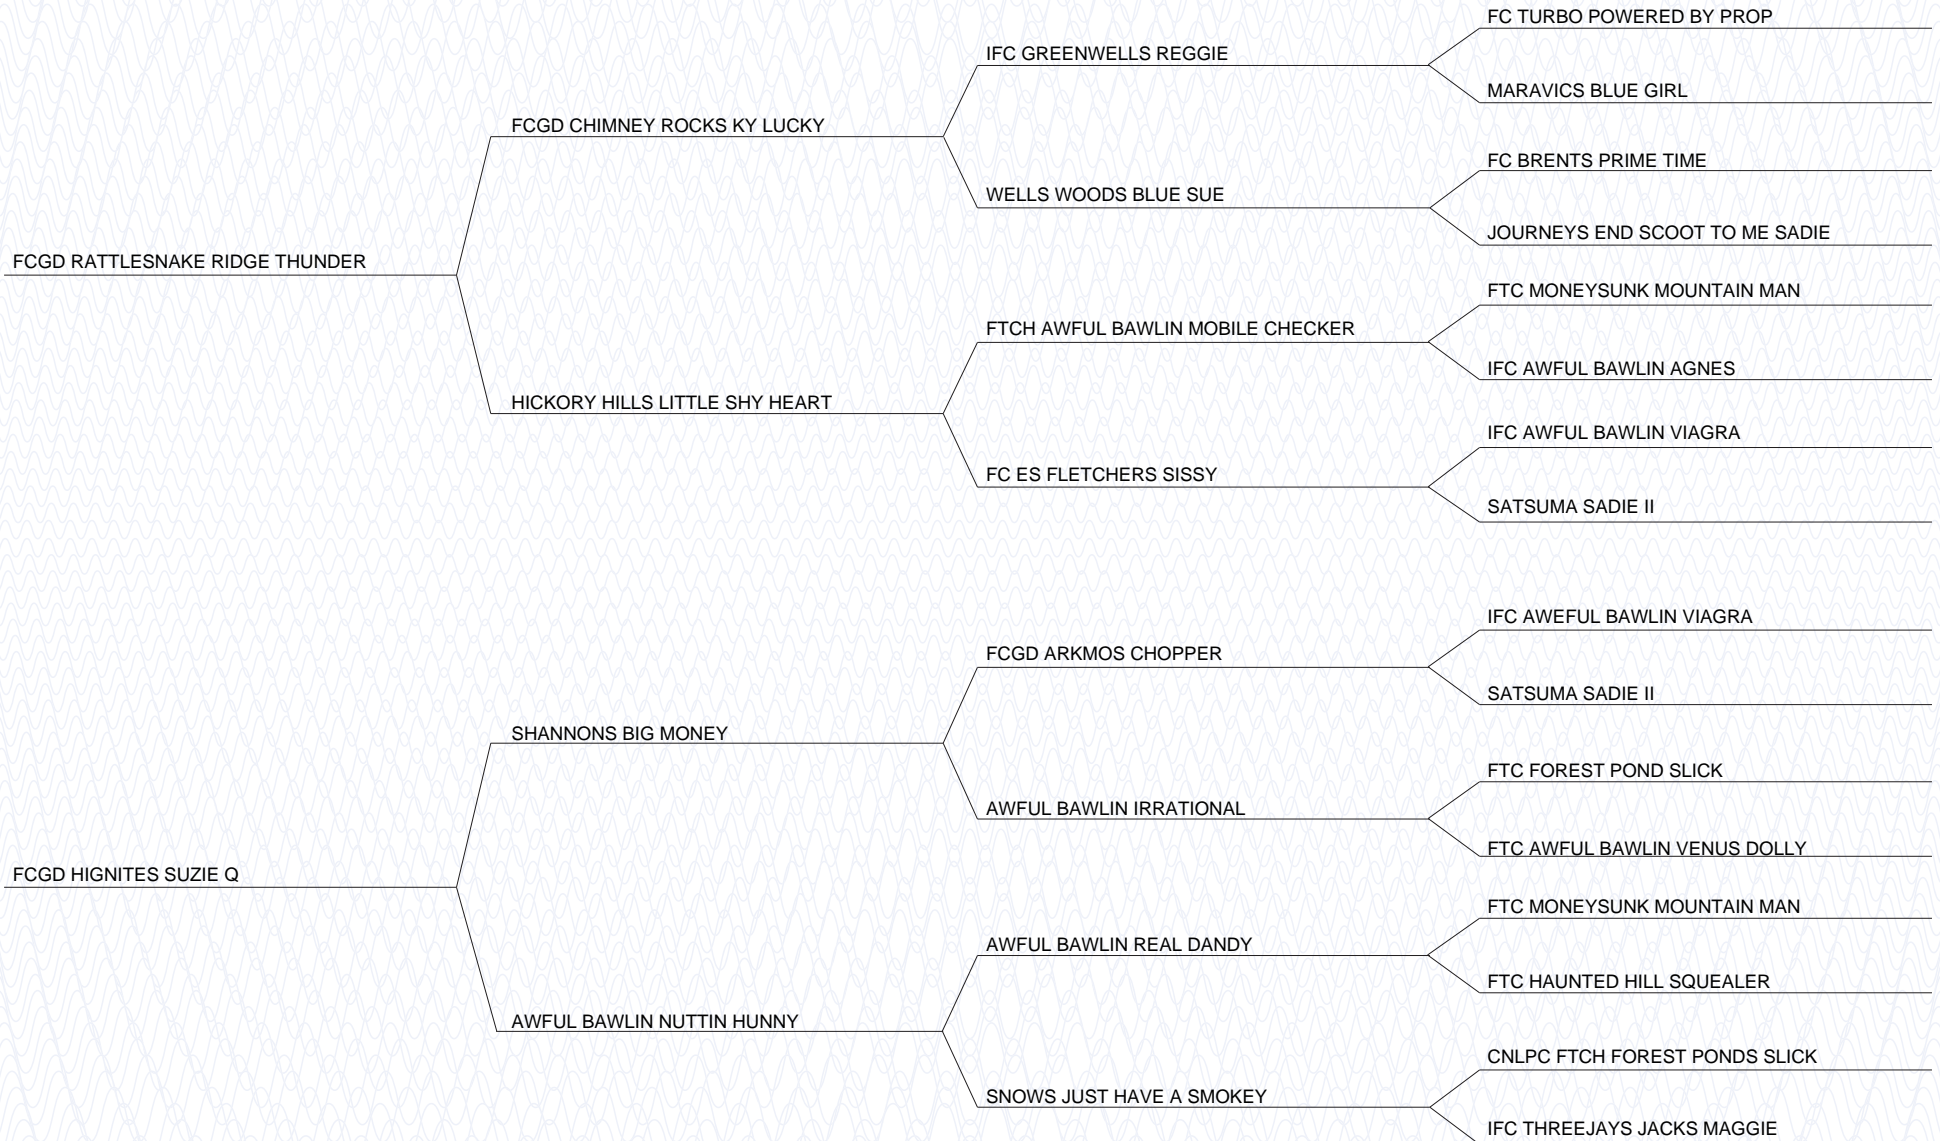 FC TURBO POWERED BY PROP
IFC GREENWELLS REGGIE
MARAVICS BLUE GIRL
FCGD CHIMNEY ROCKS KY LUCKY
FC BRENTS PRIME TIME
WELLS WOODS BLUE SUE
JOURNEYS END SCOOT TO ME SADIE
FCGD RATTLESNAKE RIDGE THUNDER
FTC MONEYSUNK MOUNTAIN MAN
FTCH AWFUL BAWLIN MOBILE CHECKER
IFC AWFUL BAWLIN AGNES
HICKORY HILLS LITTLE SHY HEART
IFC AWFUL BAWLIN VIAGRA
FC ES FLETCHERS SISSY
SATSUMA SADIE II
IFC AWEFUL BAWLIN VIAGRA
FCGD ARKMOS CHOPPER
SATSUMA SADIE II
SHANNONS BIG MONEY
FTC FOREST POND SLICK
AWFUL BAWLIN IRRATIONAL
FTC AWFUL BAWLIN VENUS DOLLY
FCGD HIGNITES SUZIE Q
FTC MONEYSUNK MOUNTAIN MAN
AWFUL BAWLIN REAL DANDY
FTC HAUNTED HILL SQUEALER
AWFUL BAWLIN NUTTIN HUNNY
CNLPC FTCH FOREST PONDS SLICK
SNOWS JUST HAVE A SMOKEY
IFC THREEJAYS JACKS MAGGIE